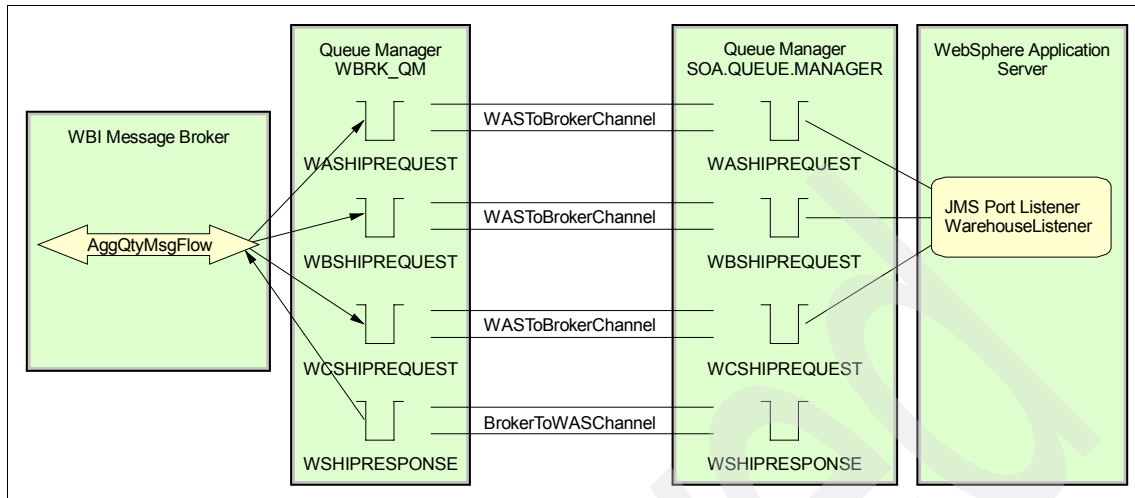 WBI Message Broker
AggQtyMsgFlow
Queue Manager
WBRK_QM
WASHIPREQUEST
WBSHIPREQUEST
WCSHIPREQUEST
WSHIPRESPONSE
WASToBrokerChannel
WASToBrokerChannel
WASToBrokerChannel
BrokerToWASChannel
Queue Manager
SOA.QUEUE.MANAGER
WASHIPREQUEST
WBSHIPREQUEST
WCSHIPREQUEST
WSHIPRESPONSE
WebSphere Application
Server
JMS Port Listener
WarehouseListener